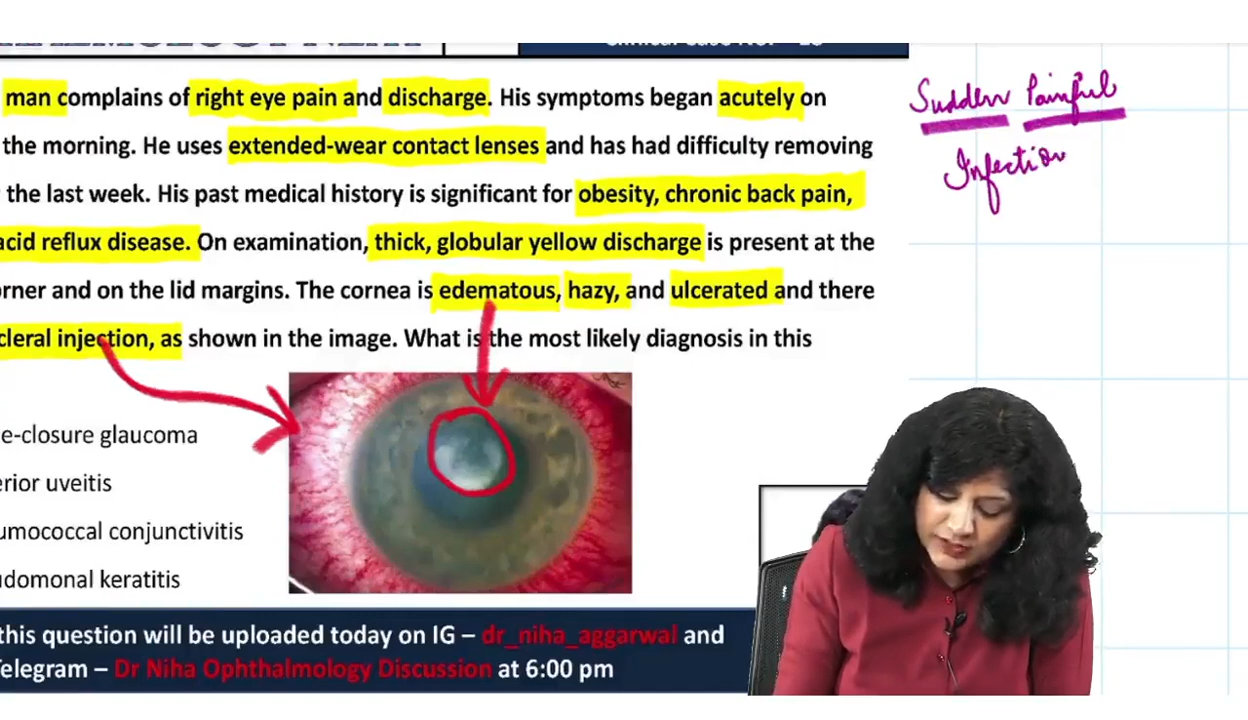 man complains of right eye pain and discharge. His symptoms began acutely on
the morning. He uses extended-wear contact lenses and has had difficulty removing
the last week. His past medical history is significant for obesity, chronic back pain,
acid reflux disease. On examination, thick, globular yellow discharge is present at the
orner and on the lid margins. The cornea is edematous, hazy, and ulcerated and there
cleral injection, as shown in the image. What is the most likely diagnosis in this
e-closure glaucoma
erior uveitis
umococcal conjunctivitis
udomonal keratitis
this question will be uploaded today on IG – dr_niha_aggarwal and
elegram – Dr Niha Ophthalmology Discussion at 6:00 pm
Sudden Painful
Infection